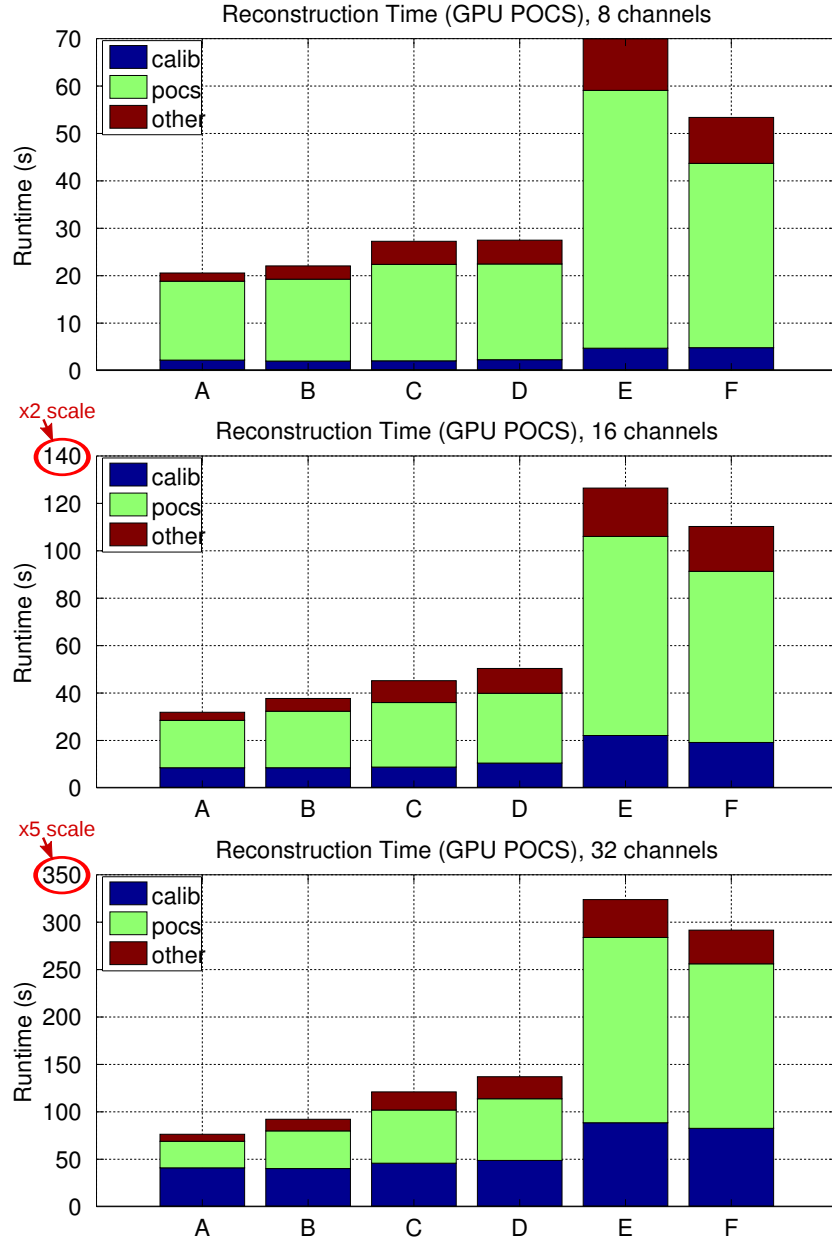 Reconstruction Time (GPU POCS), 8 channels
70
60
50
40
30
20
10
0
Runtime (s)
calib
pocs
other
A B C D E F
x2 scale
Reconstruction Time (GPU POCS), 16 channels
140
120
100
80
60
40
20
0
Runtime (s)
calib
pocs
other
A B C D E F
x5 scale
Reconstruction Time (GPU POCS), 32 channels
350
300
250
200
150
100
50
0
Runtime (s)
calib
pocs
other
A B C D E F